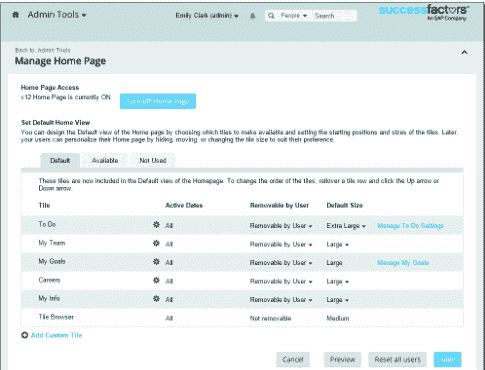 Admin Tools
Emily Clark (admin)
People
Search
successfactors
An SAP Company
Back to: Admin Tools
Manage Home Page
Home Page Access
v12 Home Page is currently ON.
Turn off Home Page
Set Default Home View
You can design the Default view of the Home page by choosing which tiles to make available and setting the starting positions and sizes of the tiles. Later,
your users can personalize their Home page by hiding, moving, or changing the tile size to suit their preference.
Default Available Not Used
These tiles are now included in the Default view of the Homepage. To change the order of the tiles, rollover a tile row and click the Up arrow or
Down arrow.
Tile Active Dates Removable by User Default Size
To Do All Removable by User Extra Large Manage To Do Settings
My Team All Removable by User Large
My Goals All Removable by User Large Manage My Goals
Careers All Removable by User Large
My Info All Removable by User Large
Tile Browser All Not removable Medium
Add Custom Tile
Cancel Preview Reset all users Save